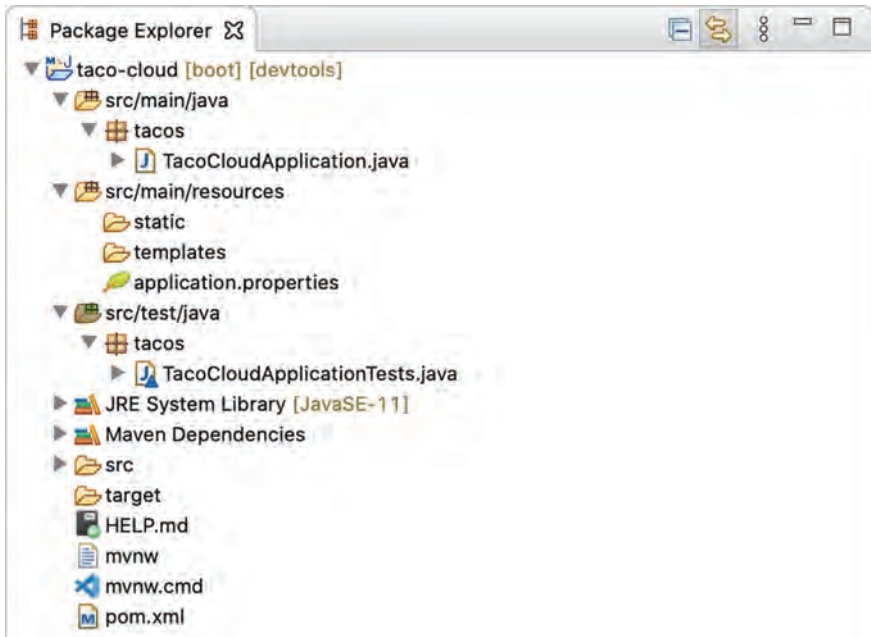 Package Explorer
taco-cloud [boot] [devtools]
src/main/java
tacos
TacoCloudApplication.java
src/main/resources
static
templates
application.properties
src/test/java
tacos
TacoCloudApplicationTests.java
JRE System Library [JavaSE-11]
Maven Dependencies
src
target
HELP.md
mvnw
mvnw.cmd
pom.xml